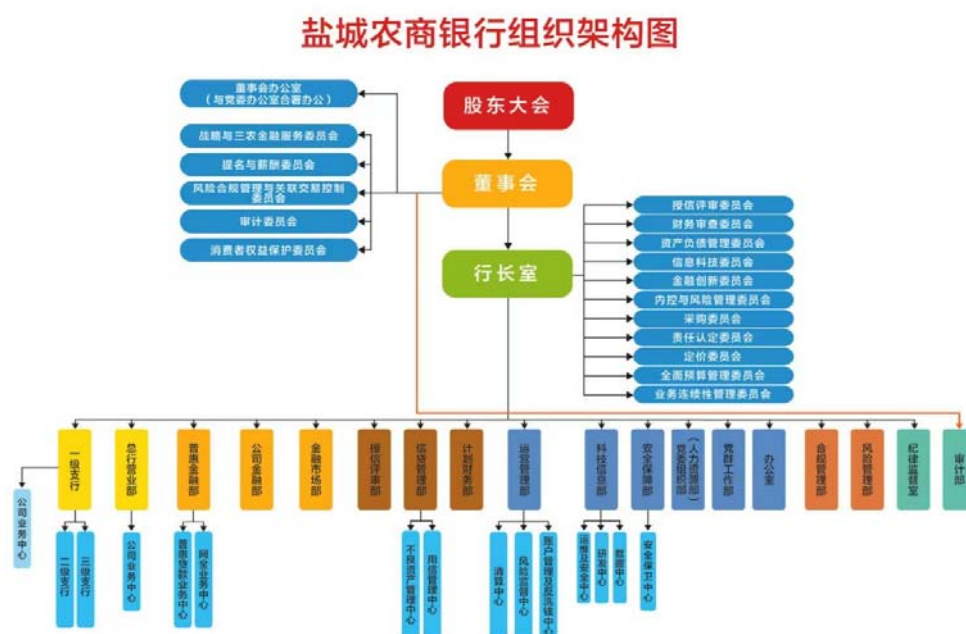 盐城农商银行组织架构图
股东大会
董事会
行长室
董事会办公室
(与党委办公室合署办公)
战略与三农金融服务委员会
提名与薪酬委员会
风险合规管理与关联交易控制
委员会
审计委员会
消费者权益保护委员会
授信评审委员会
财务审查委员会
资产负债管理委员会
信息科技委员会
金融创新委员会
内控与风险管理委员会
采购委员会
责任认定委员会
定价委员会
全面预算管理委员会
业务连续性管理委员会
一级支行
总行营业部
普惠金融部
公司金融部
金融市场部
授信评审部
信贷管理部
计划财务部
运营管理部
科技信息部
安全保障部
党委组织部
(人力资源部)
党群工作部
办公室
合规管理部
风险管理部
纪律监督室
审计部
公司业务中心
二级支行
三级支行
公司业务中心
普惠贷款业务中心
网金业务中心
不良资产管理中心
用信管理中心
清算中心
风险监督中心
账户管理及反洗钱中心
运维及安全中心
研发中心
数据中心
安全保卫中心